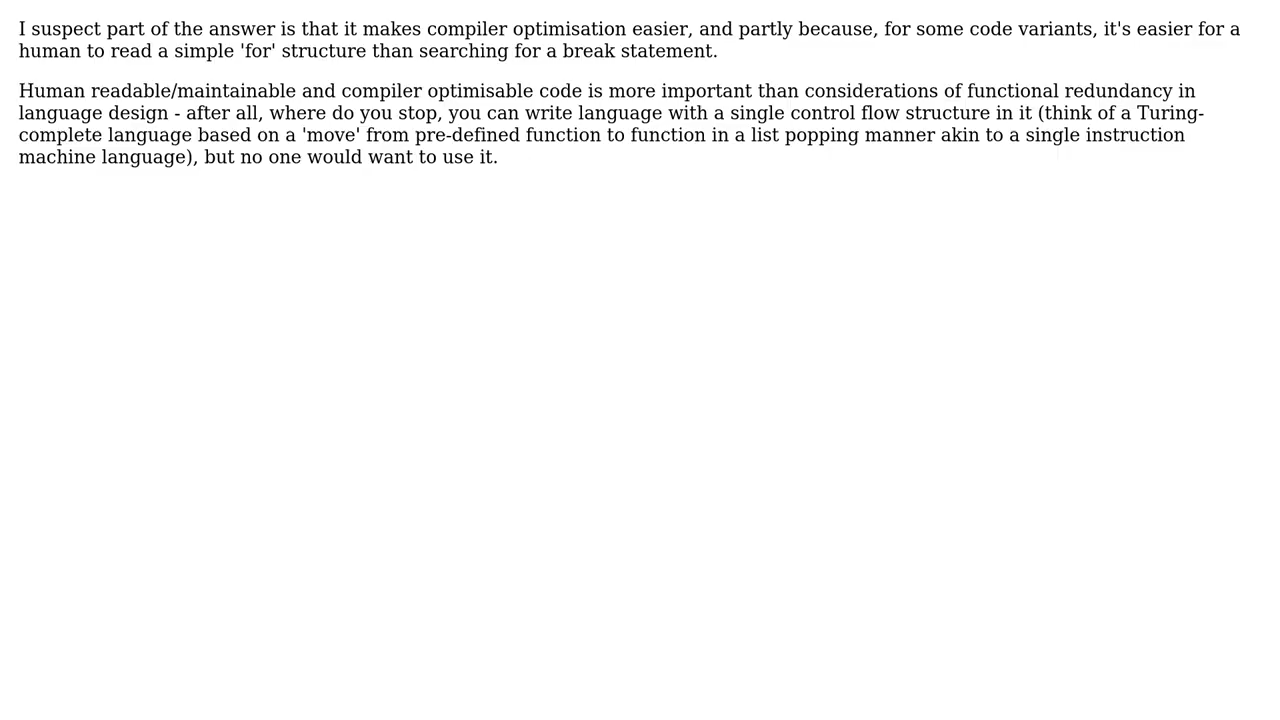 I suspect part of the answer is that it makes compiler optimisation easier, and partly because, for some code variants, it's easier for a
human to read a simple 'for' structure than searching for a break statement.
Human readable/maintainable and compiler optimisable code is more important than considerations of functional redundancy in
language design - after all, where do you stop, you can write language with a single control flow structure in it (think of a Turing-
complete language based on a 'move' from pre-defined function to function in a list popping manner akin to a single instruction
machine language), but no one would want to use it.